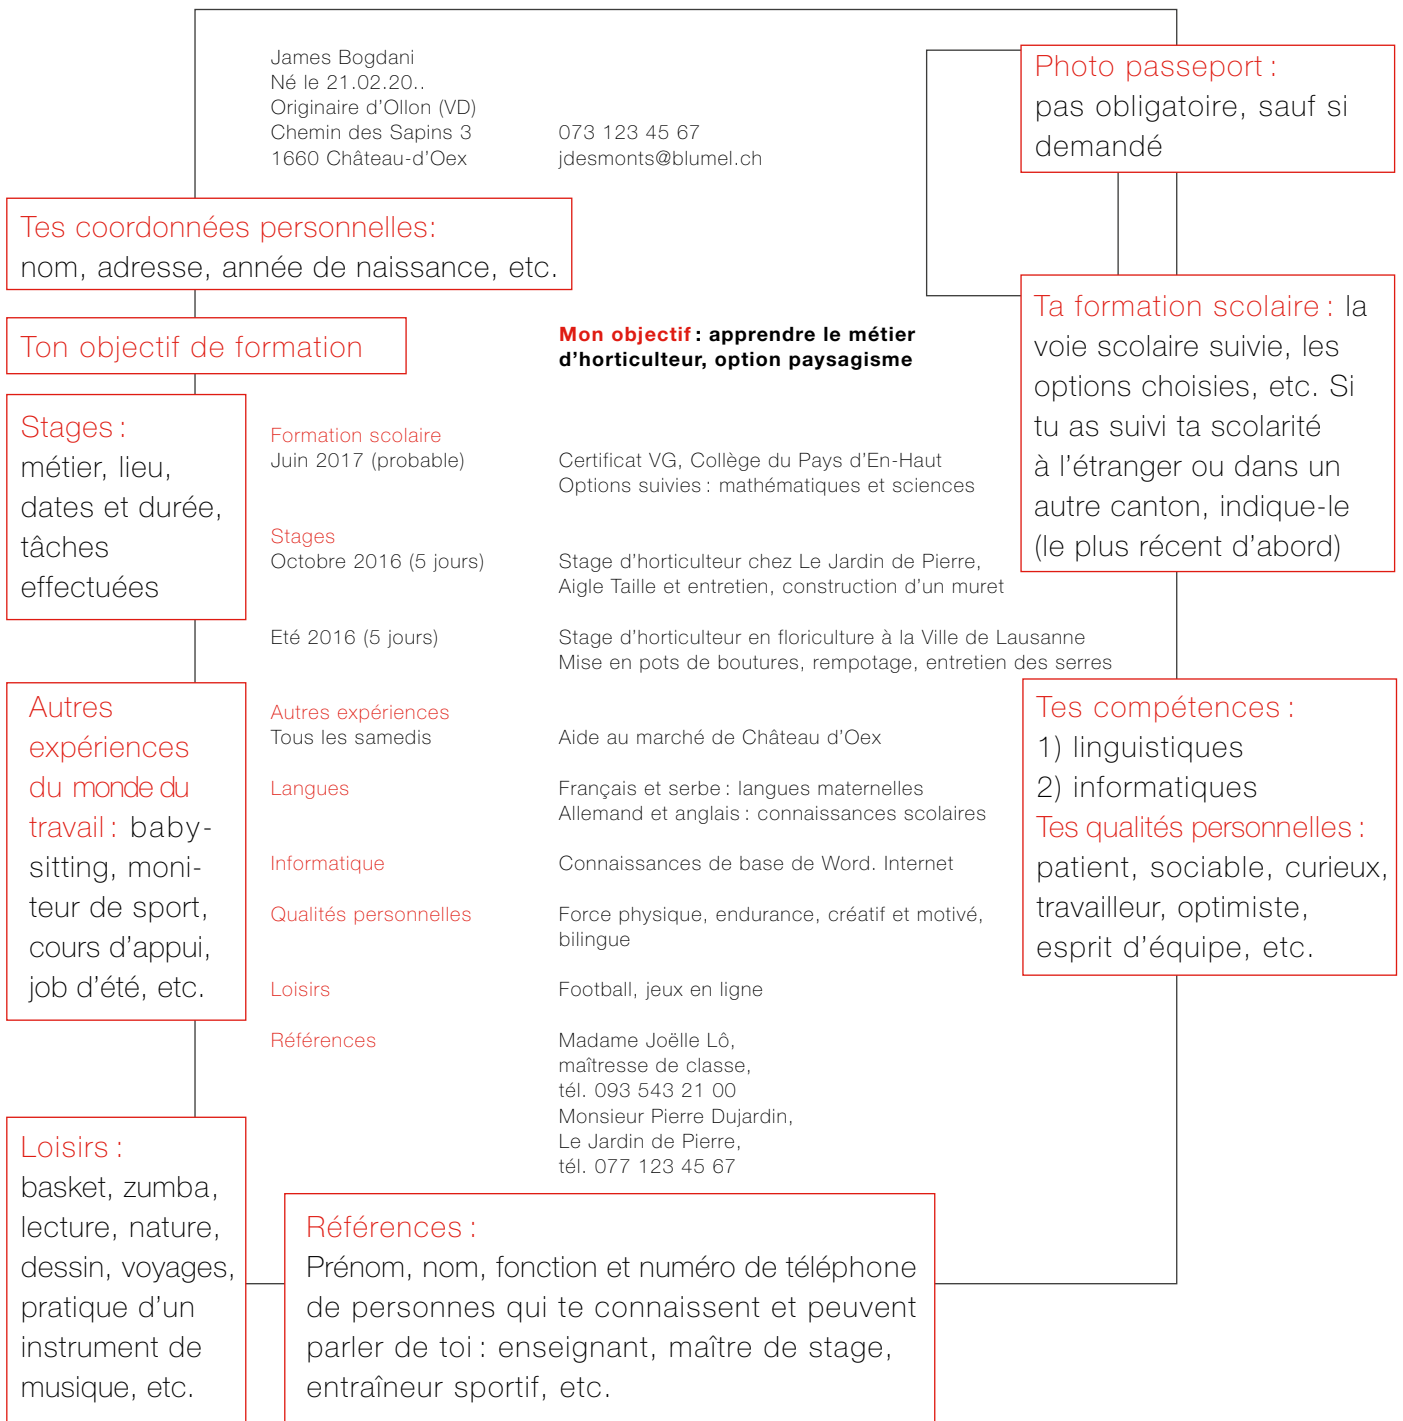 James Bogdani
Né le 21.02.20..
Originaire d'Ollon (VD)
Chemin des Sapins 3 073 123 45 67
1660 Château-d'Oex jdesmonts@blumel.ch
Photo passeport :
pas obligatoire, sauf si
demandé
Tes coordonnées personnelles:
nom, adresse, année de naissance, etc.
Ton objectif de formation
Mon objectif : apprendre le métier
d'horticulteur, option paysagisme
Ta formation scolaire : la
voie scolaire suivie, les
options choisies, etc. Si
tu as suivi ta scolarité
à l'étranger ou dans un
autre canton, indique-le
(le plus récent d'abord)
Stages :
métier, lieu,
dates et durée,
tâches
effectuées
Formation scolaire
Juin 2017 (probable) Certificat VG, Collège du Pays d'En-Haut
Options suivies : mathématiques et sciences
Stages
Octobre 2016 (5 jours) Stage d'horticulteur chez Le Jardin de Pierre,
Aigle Taille et entretien, construction d'un muret
Eté 2016 (5 jours) Stage d'horticulteur en floriculture à la Ville de Lausanne
Mise en pots de boutures, rempotage, entretien des serres
Autres
expériences
du monde du
travail : baby-
sitting, moni-
teur de sport,
cours d'appui,
job d'été, etc.
Autres expériences
Tous les samedis Aide au marché de Château d'Oex
Langues Français et serbe : langues maternelles
Allemand et anglais : connaissances scolaires
Informatique Connaissances de base de Word. Internet
Qualités personnelles Force physique, endurance, créatif et motivé,
bilingue
Loisirs Football, jeux en ligne
Références Madame Joëlle Lô,
maîtresse de classe,
tél. 093 543 21 00
Monsieur Pierre Dujardin,
Le Jardin de Pierre,
tél. 077 123 45 67
Tes compétences :
1) linguistiques
2) informatiques
Tes qualités personnelles :
patient, sociable, curieux,
travailleur, optimiste,
esprit d'équipe, etc.
Loisirs :
basket, zumba,
lecture, nature,
dessin, voyages,
pratique d'un
instrument de
musique, etc.
Références :
Prénom, nom, fonction et numéro de téléphone
de personnes qui te connaissent et peuvent
parler de toi : enseignant, maître de stage,
entraîneur sportif, etc.